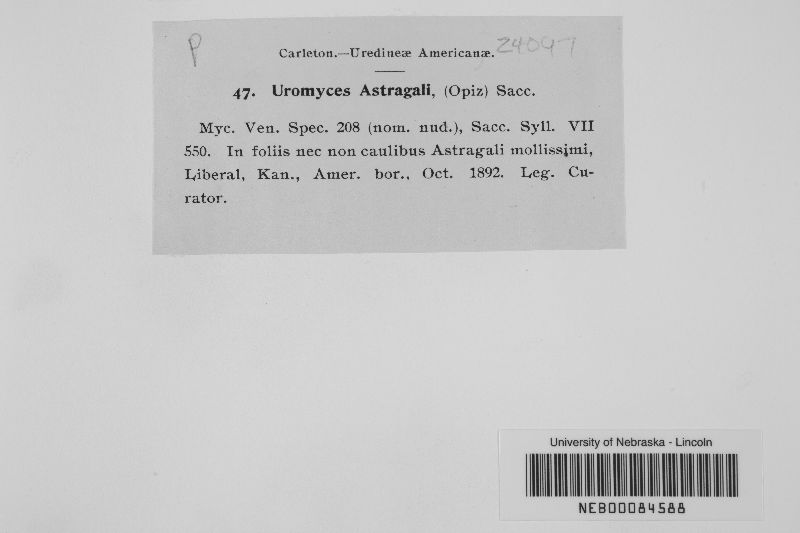 P
24097
Carleton.—Uredineæ Americanæ.
47. Uromyces Astragali, (Opiz) Sacc.
Myc. Ven. Spec. 208 (nom. nud.), Sacc. Syll. VII
550. In foliis nec non caulibus Astragali mollissimi,
Liberal, Kan., Amer. bor., Oct. 1892. Leg. Cu-
rator.
University of Nebraska - Lincoln
NEB00084588